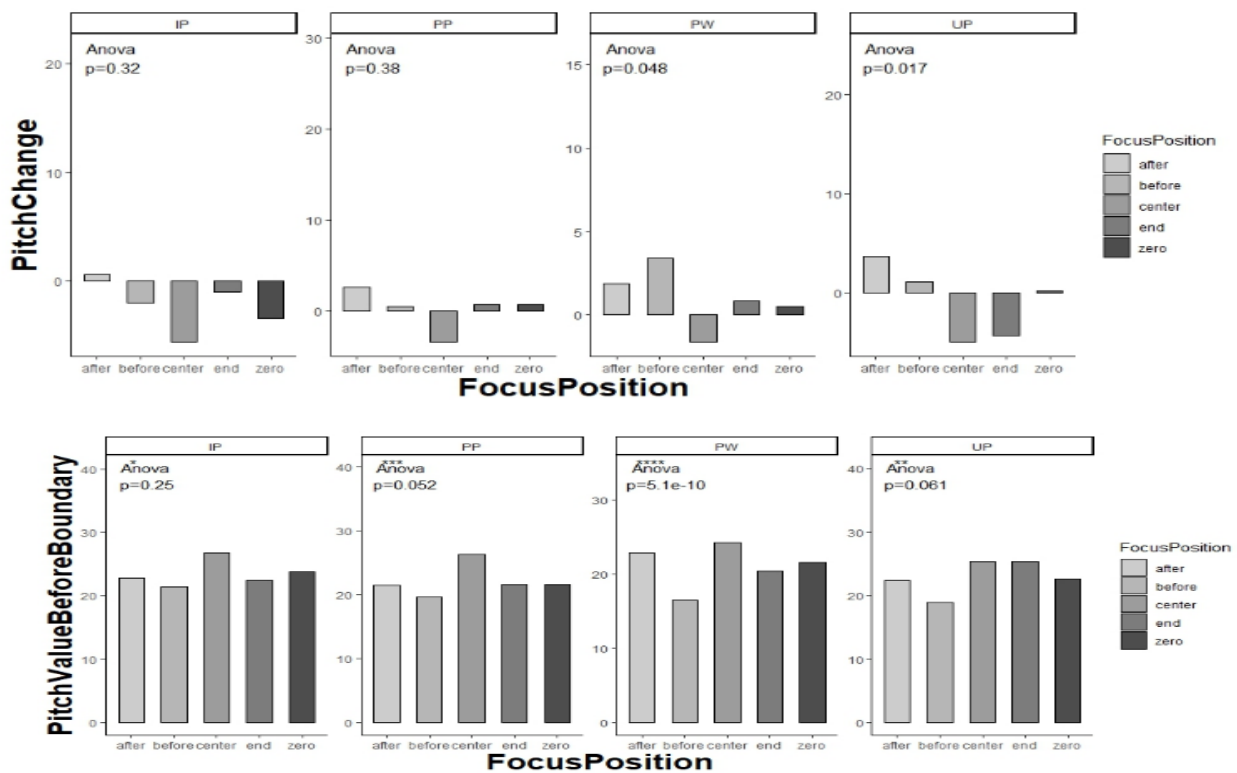 IP PP PW UP
Anova Anova Anova Anova
p=0.32 p=0.38 p=0.048 p=0.017
20 30 15 20
10 20 10 10
0 10 5 0
0 0
PitchChange
after before center end zero after before center end zero after before center end zero after before center end zero
FocusPosition
FocusPosition
after
before
center
end
zero
IP PP PW UP
* *** **** **
Anova Anova Anova Anova
p=0.25 p=0.052 p=5.1e-10 p=0.061
40 40 30 40
30 30 20 30
20 20 10 20
10 10 0 10
0 0 0
PitchValueBeforeBoundary
after before center end zero after before center end zero after before center end zero after before center end zero
FocusPosition
FocusPosition
after
before
center
end
zero